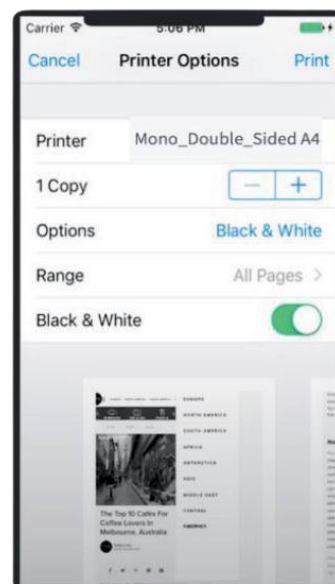 Carrier 5:06 PM
Cancel Printer Options Print
Printer Mono_Double_Sided A4
1 Copy − +
Options Black & White
Range All Pages >
Black & White
EUROPE
NORTH AMERICA
SOUTH AMERICA
AFRICA
ANTARCTICA
ASIA
MIDDLE EAST
CENTRAL
AMERICA
The Top 10 Cafes For
Coffee Lovers In
Melbourne, Australia